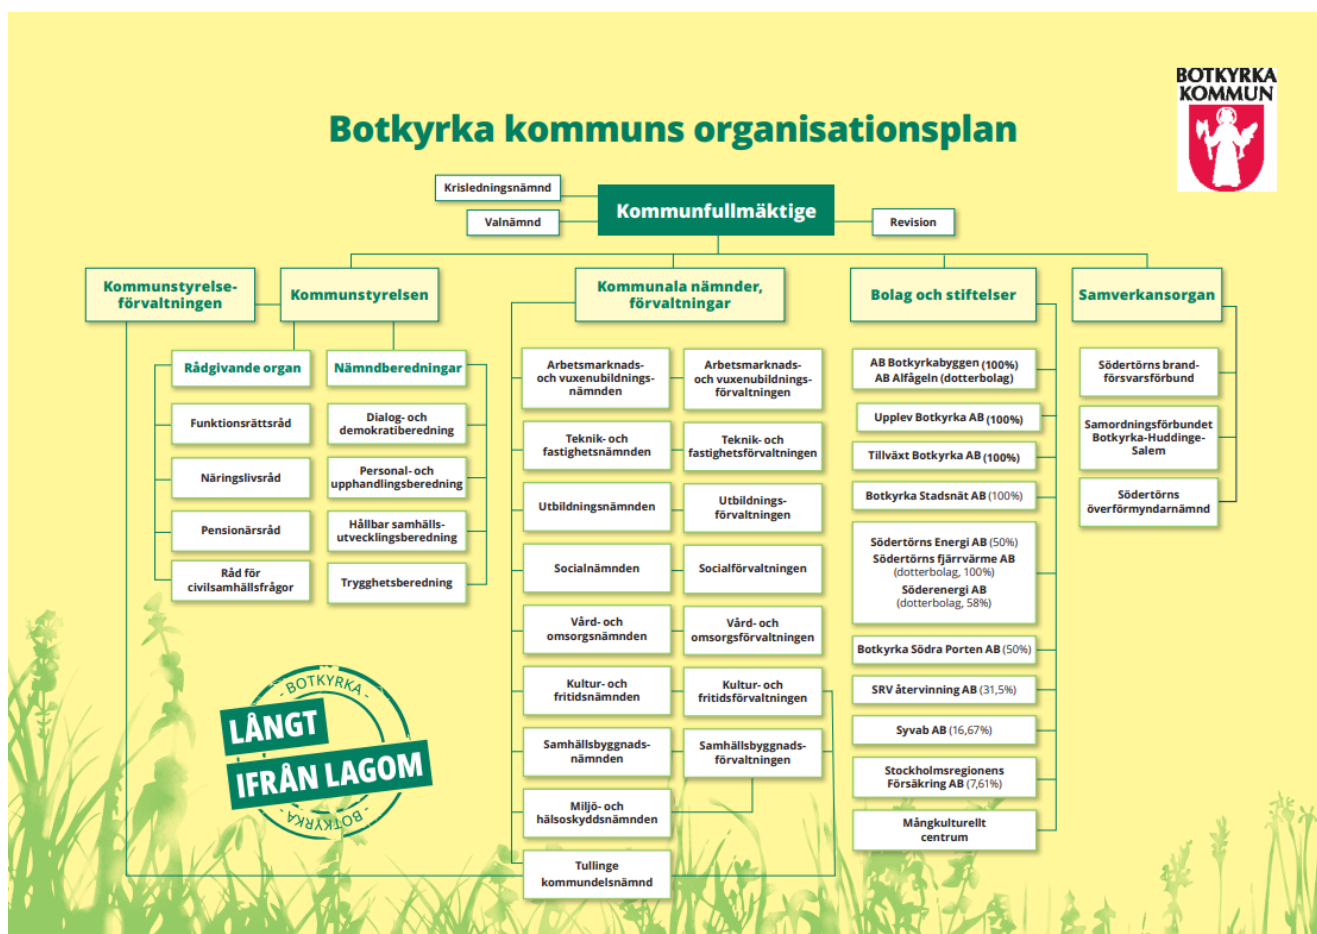 BOTKYRKA
KOMMUN
Botkyrka kommuns organisationsplan
Krisledningsnämnd
Kommunfullmäktige
Valnämnd
Revision
Kommunstyrelse-
förvaltningen
Kommunstyrelsen
Kommunala nämnder,
förvaltningar
Bolag och stiftelser
Samverkansorgan
Rådgivande organ
Funktionsrättsråd
Näringslivsråd
Pensionärsråd
Råd för
civilsamhällsfrågor
Nämndberedningar
Dialog- och
demokratiberedning
Personal- och
upphandlingsberedning
Hållbar samhälls-
utvecklingsberedning
Trygghetsberedning
Arbetsmarknads-
och vuxenubildnings-
nämnden
Arbetsmarknads-
och vuxenubildnings-
förvaltningen
Teknik- och
fastighetsnämnden
Teknik- och
fastighetsförvaltningen
Utbildningsnämnden
Utbildnings-
förvaltningen
Socialnämnden
Socialförvaltningen
Vård- och
omsorgsnämnden
Vård- och
omsorgsförvaltningen
Kultur- och
fritidsnämnden
Kultur- och
fritidsförvaltningen
Samhällsbyggnads-
nämnden
Samhällsbyggnads-
förvaltningen
Miljö- och
hälsoskyddsnämnden
Tullinge
kommundelsnämnd
AB Botkyrkabyggen (100%)
AB Alfågeln (dotterbolag)
Upplev Botkyrka AB (100%)
Tillväxt Botkyrka AB (100%)
Botkyrka Stadsnät AB (100%)
Södertörns Energi AB (50%)
Södertörns fjärrvärme AB
(dotterbolag, 100%)
Söderenergi AB
(dotterbolag, 58%)
Botkyrka Södra Porten AB (50%)
SRV återvinning AB (31,5%)
Syvab AB (16,67%)
Stockholmsregionens
Försäkring AB (7,61%)
Mångkulturellt
centrum
Södertörns brand-
försvarsförbund
Samordningsförbundet
Botkyrka-Huddinge-
Salem
Södertörns
överförmyndarnämnd
- BOTKYRKA -
LÅNGT
IFRÅN LAGOM
- BOTKYRKA -